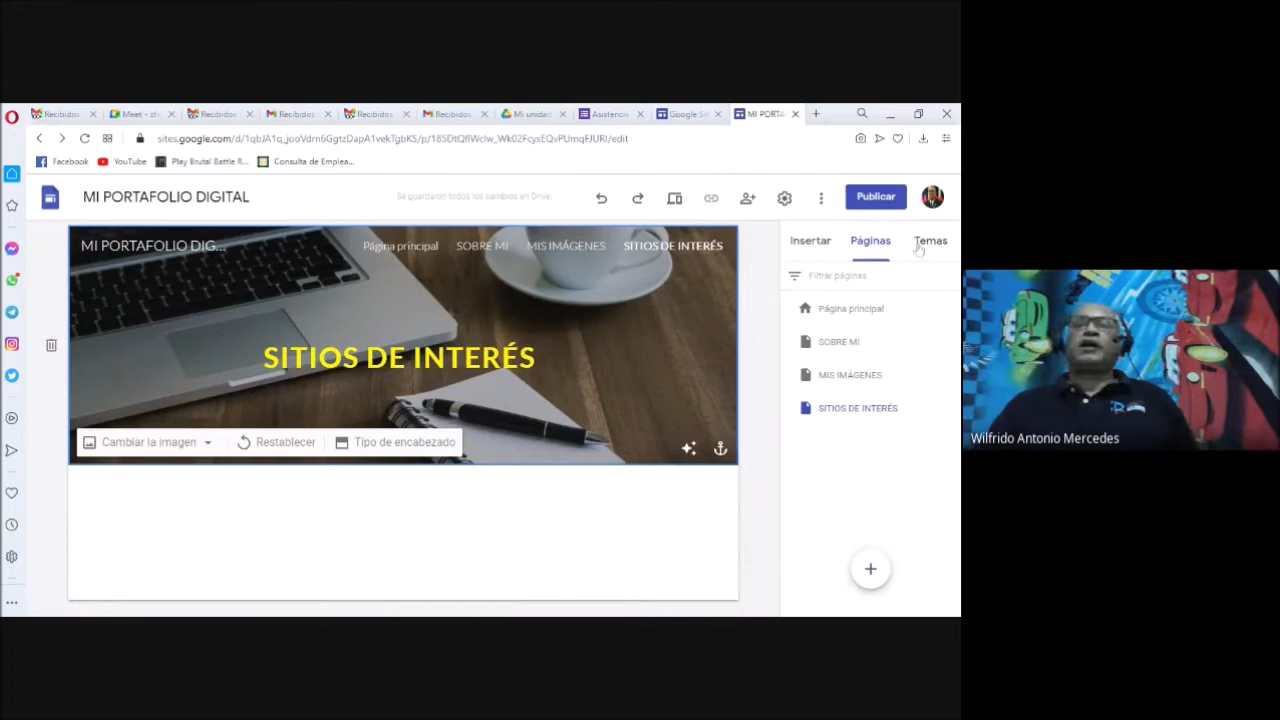 Recibidos
Meet - zh
Recibidos
Recibidos
Recibidos
Recibidos
Mi unidad
Asistencia
Google Si
MI PORTA
sites.google.com/d/
/edit
Facebook
YouTube
Play Brutal Battle R...
Consulta de Emplea...
MI PORTAFOLIO DIGITAL
Se guardaron todos los cambios en Drive.
Publicar
MI PORTAFOLIO DIG...
Página principal
SOBRE MI
MIS IMÁGENES
SITIOS DE INTERÉS
Insertar
Páginas
Temas
Filtrar páginas
Página principal
SOBRE MI
MIS IMÁGENES
SITIOS DE INTERÉS
SITIOS DE INTERÉS
Cambiar la imagen
Restablecer
Tipo de encabezado
Wilfrido Antonio Mercedes